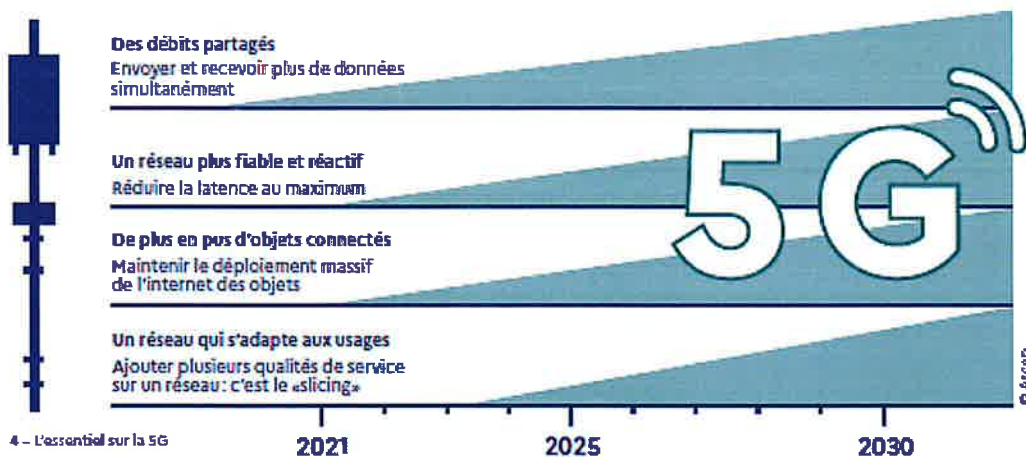 Des débits partagés
Envoyer et recevoir plus de données
simultanément
Un réseau plus fiable et réactif
Réduire la latence au maximum
5G
De plus en pus d'objets connectés
Maintenir le déploiement massif
de l'internet des objets
Un réseau qui s'adapte aux usages
Ajouter plusieurs qualités de service
sur un réseau : c'est le «slicing»
4 – L'essentiel sur la 5G
2021 2025 2030